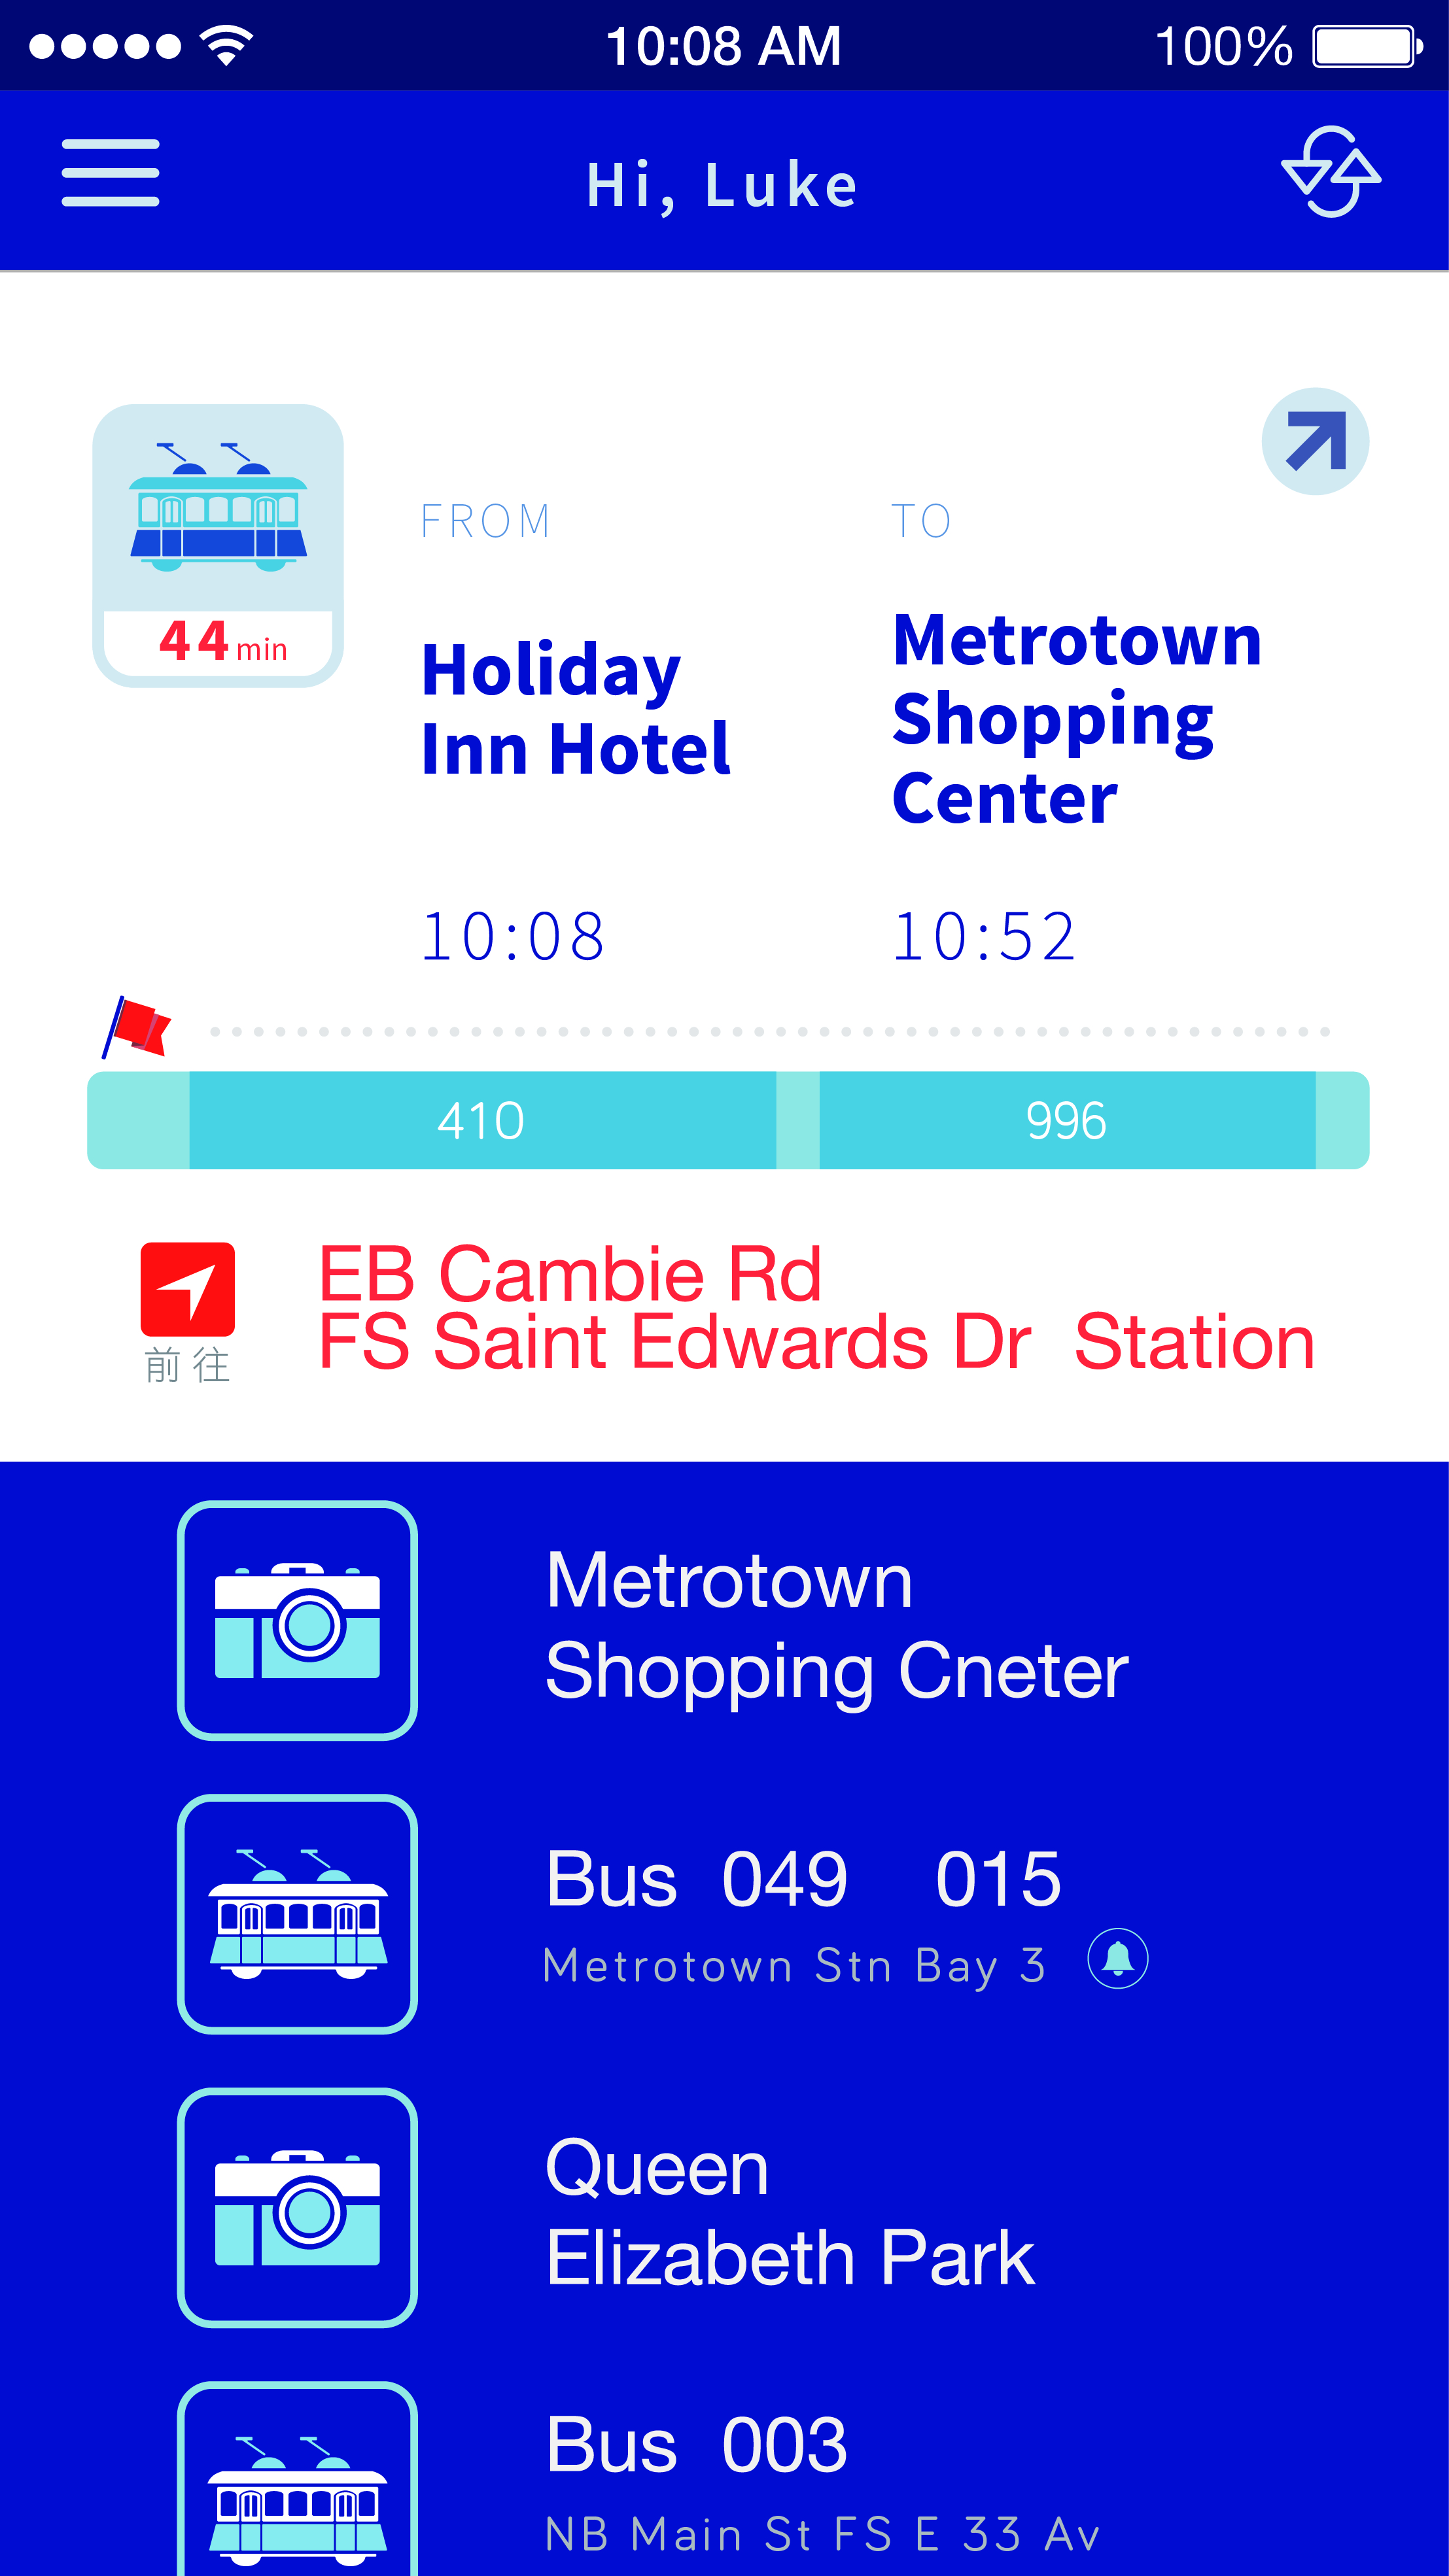 10:08 AM 100%
Hi, Luke
44 min
FROM
Holiday
Inn Hotel
10:08
TO
Metrotown
Shopping
Center
10:52
410 996
前往
EB Cambie Rd
FS Saint Edwards Dr Station
Metrotown
Shopping Cneter
Bus 049 015
Metrotown Stn Bay 3
Queen
Elizabeth Park
Bus 003
NB Main St FS E 33 Av